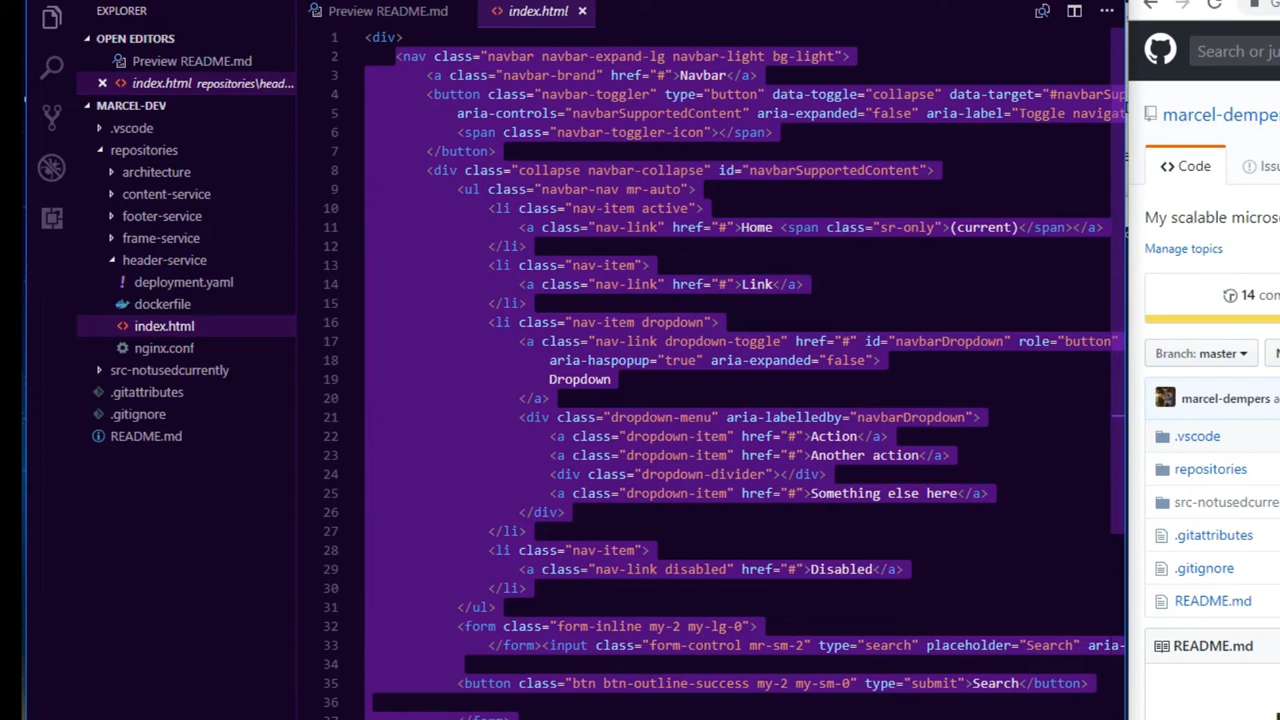 EXPLORER
OPEN EDITORS
Preview README.md
index.html repositories\head...
MARCEL-DEV
.vscode
repositories
architecture
content-service
footer-service
frame-service
header-service
deployment.yaml
dockerfile
index.html
nginx.conf
src-notusedcurrently
.gitattributes
.gitignore
README.md
Preview README.md
index.html
1 <div>
2 <nav class="navbar navbar-expand-lg navbar-light bg-light">
3 <a class="navbar-brand" href="#">Navbar</a>
4 <button class="navbar-toggler" type="button" data-toggle="collapse" data-target="#navbarSup
5 aria-controls="navbarSupportedContent" aria-expanded="false" aria-label="Toggle navigat
6 <span class="navbar-toggler-icon"></span>
7 </button>
8 <div class="collapse navbar-collapse" id="navbarSupportedContent">
9 <ul class="navbar-nav mr-auto">
10 <li class="nav-item active">
11 <a class="nav-link" href="#">Home <span class="sr-only">(current)</span></a>
12 </li>
13 <li class="nav-item">
14 <a class="nav-link" href="#">Link</a>
15 </li>
16 <li class="nav-item dropdown">
17 <a class="nav-link dropdown-toggle" href="#" id="navbarDropdown" role="button"
18 aria-haspopup="true" aria-expanded="false">
19 Dropdown
20 </a>
21 <div class="dropdown-menu" aria-labelledby="navbarDropdown">
22 <a class="dropdown-item" href="#">Action</a>
23 <a class="dropdown-item" href="#">Another action</a>
24 <div class="dropdown-divider"></div>
25 <a class="dropdown-item" href="#">Something else here</a>
26 </div>
27 </li>
28 <li class="nav-item">
29 <a class="nav-link disabled" href="#">Disabled</a>
30 </li>
31 </ul>
32 <form class="form-inline my-2 my-lg-0">
33 </form><input class="form-control mr-sm-2" type="search" placeholder="Search" aria-
34
35 <button class="btn btn-outline-success my-2 my-sm-0" type="submit">Search</button>
36
Search or
marcel-demper
Code
Issu
My scalable micros
Manage topics
14 com
Branch: master
marcel-dempers a
.vscode
repositories
src-notusedcurre
.gitattributes
.gitignore
README.md
README.md